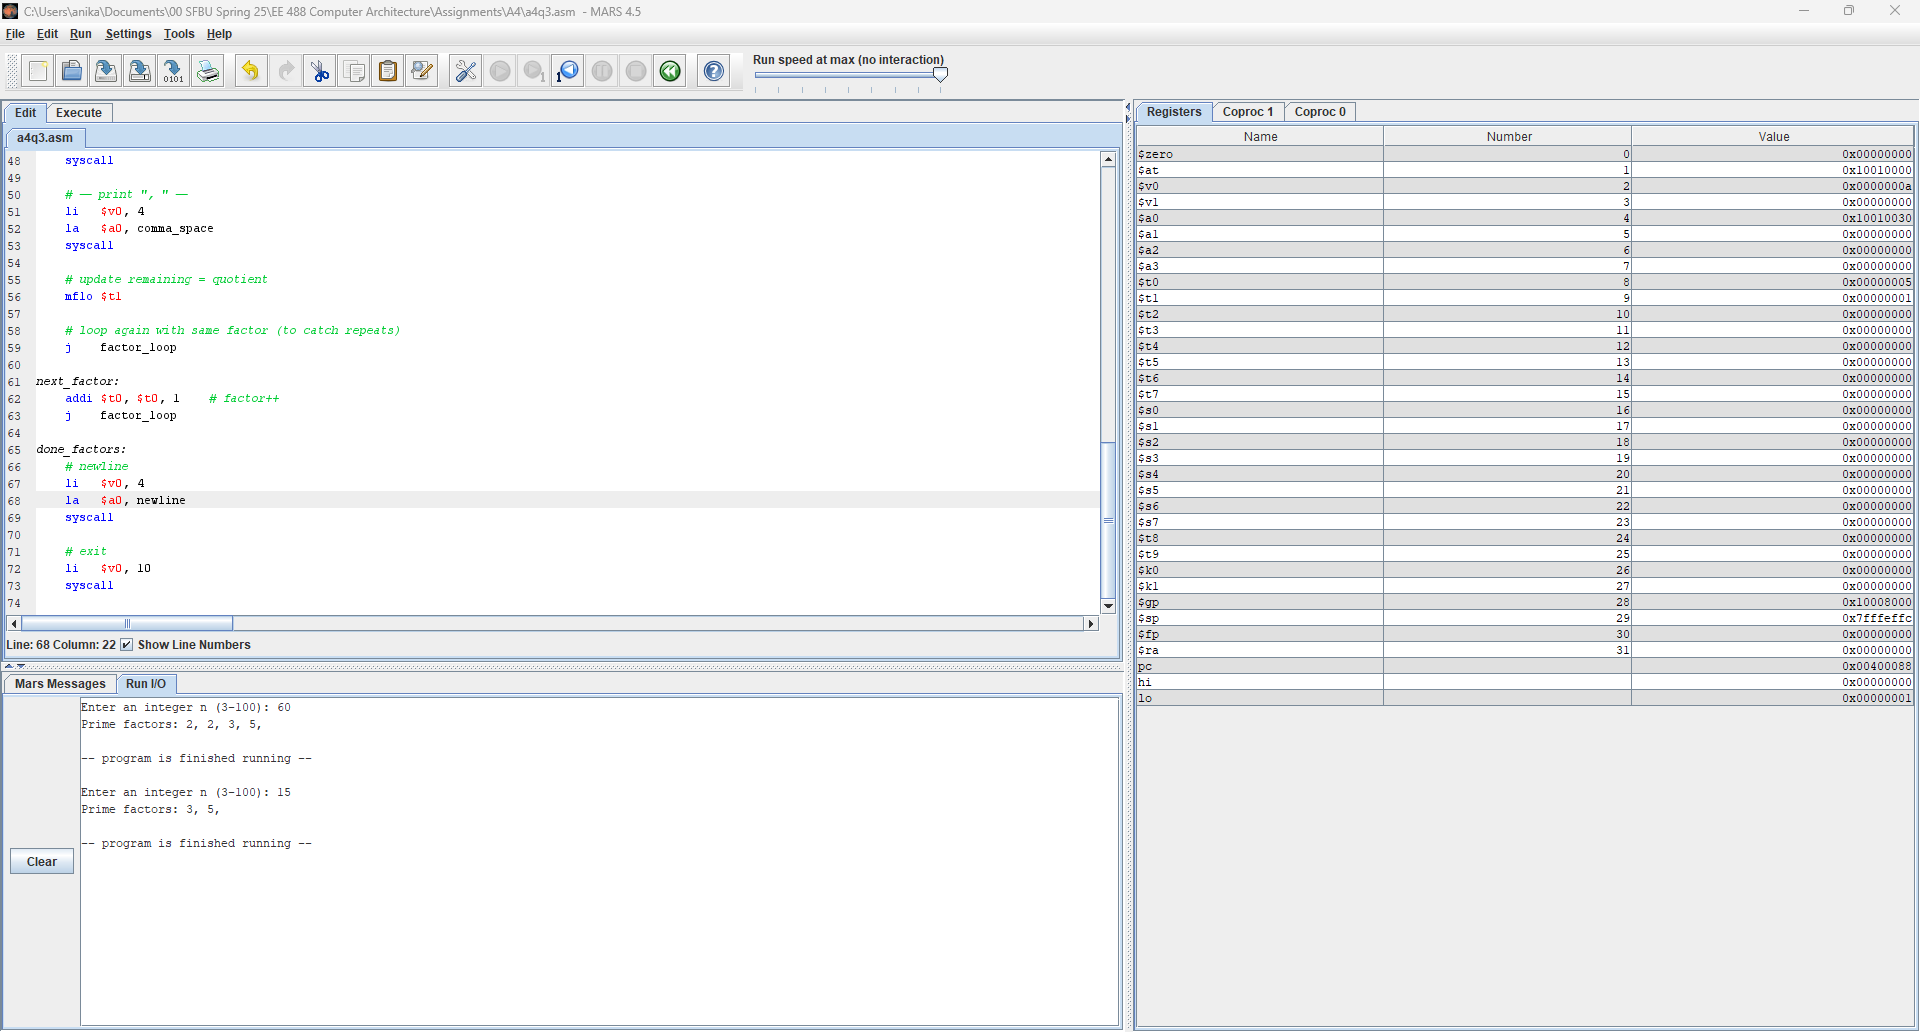 C:\Users\anika\Documents\00 SFBU Spring 25\EE 488 Computer Architecture\Assignments\A4\a4q3.asm - MARS 4.5
File Edit Run Settings Tools Help
Run speed at max (no interaction)
Edit Execute
a4q3.asm
48 syscall
49
50 # — print ", " —
51 li $v0, 4
52 la $a0, comma_space
53 syscall
54
55 # update remaining = quotient
56 mflo $t1
57
58 # loop again with same factor (to catch repeats)
59 j factor_loop
60
61 next_factor:
62 addi $t0, $t0, 1 # factor++
63 j factor_loop
64
65 done_factors:
66 # newline
67 li $v0, 4
68 la $a0, newline
69 syscall
70
71 # exit
72 li $v0, 10
73 syscall
74
Line: 68 Column: 22 Show Line Numbers
Mars Messages Run I/O
Enter an integer n (3-100): 60
Prime factors: 2, 2, 3, 5,
-- program is finished running --
Enter an integer n (3-100): 15
Prime factors: 3, 5,
-- program is finished running --
Clear
Registers Coproc 1 Coproc 0
Name Number Value
$zero 0 0x00000000
$at 1 0x10010000
$v0 2 0x0000000a
$v1 3 0x00000000
$a0 4 0x10010030
$a1 5 0x00000000
$a2 6 0x00000000
$a3 7 0x00000000
$t0 8 0x00000005
$t1 9 0x00000001
$t2 10 0x00000000
$t3 11 0x00000000
$t4 12 0x00000000
$t5 13 0x00000000
$t6 14 0x00000000
$t7 15 0x00000000
$s0 16 0x00000000
$s1 17 0x00000000
$s2 18 0x00000000
$s3 19 0x00000000
$s4 20 0x00000000
$s5 21 0x00000000
$s6 22 0x00000000
$s7 23 0x00000000
$t8 24 0x00000000
$t9 25 0x00000000
$k0 26 0x00000000
$k1 27 0x00000000
$gp 28 0x10008000
$sp 29 0x7fffeffc
$fp 30 0x00000000
$ra 31 0x00000000
pc 0x00400088
hi 0x00000000
lo 0x00000001